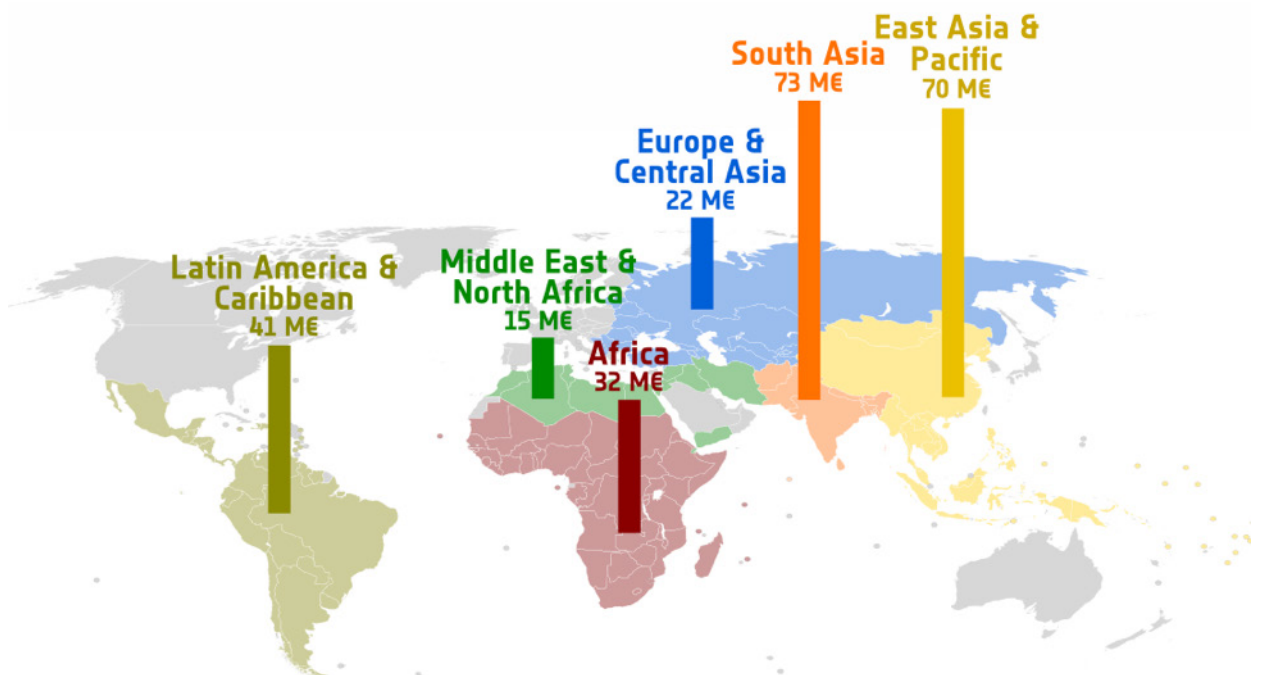 East Asia &
Pacific
70 M€
South Asia
73 M€
Europe &
Central Asia
22 M€
Middle East &
North Africa
15 M€
Latin America &
Caribbean
41 M€
Africa
32 M€